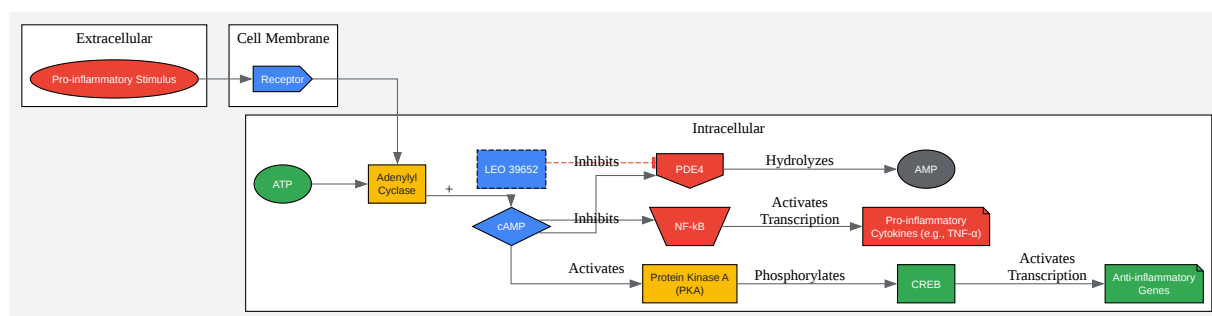 Extracellular
Pro-inflammatory Stimulus
Cell Membrane
Receptor
Intracellular
ATP
Adenylyl
Cyclase
+
LEO 39652
Inhibits
PDE4
Hydrolyzes
AMP
cAMP
Inhibits
NF-kB
Activates
Transcription
Pro-inflammatory
Cytokines (e.g., TNF-α)
Activates
Protein Kinase A
(PKA)
Phosphorylates
CREB
Activates
Transcription
Anti-inflammatory
Genes